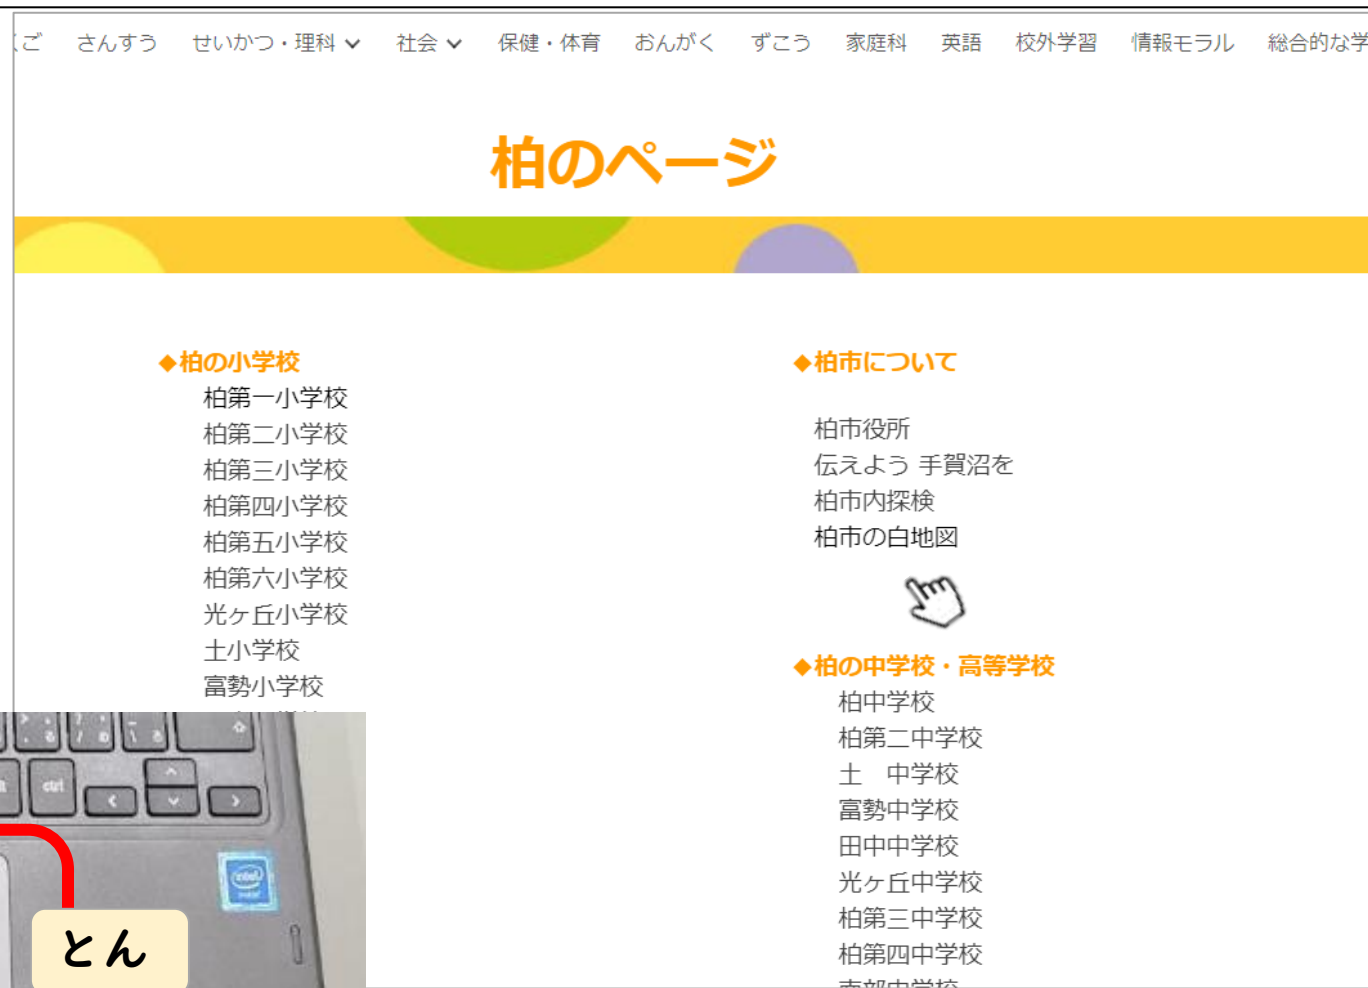 ご さんすう せいかつ・理科 社会 保健・体育 おんがく ずこう 家庭科 英語 校外学習 情報モラル 総合的な学
柏のページ
◆柏の小学校
柏第一小学校
柏第二小学校
柏第三小学校
柏第四小学校
柏第五小学校
柏第六小学校
光ヶ丘小学校
土小学校
富勢小学校
◆柏市について
柏市役所
伝えよう 手賀沼を
柏市内探検
柏市の白地図
◆柏の中学校・高等学校
柏中学校
柏第二中学校
土　中学校
富勢中学校
田中中学校
光ヶ丘中学校
柏第三中学校
柏第四中学校
ctrl
intel
とん